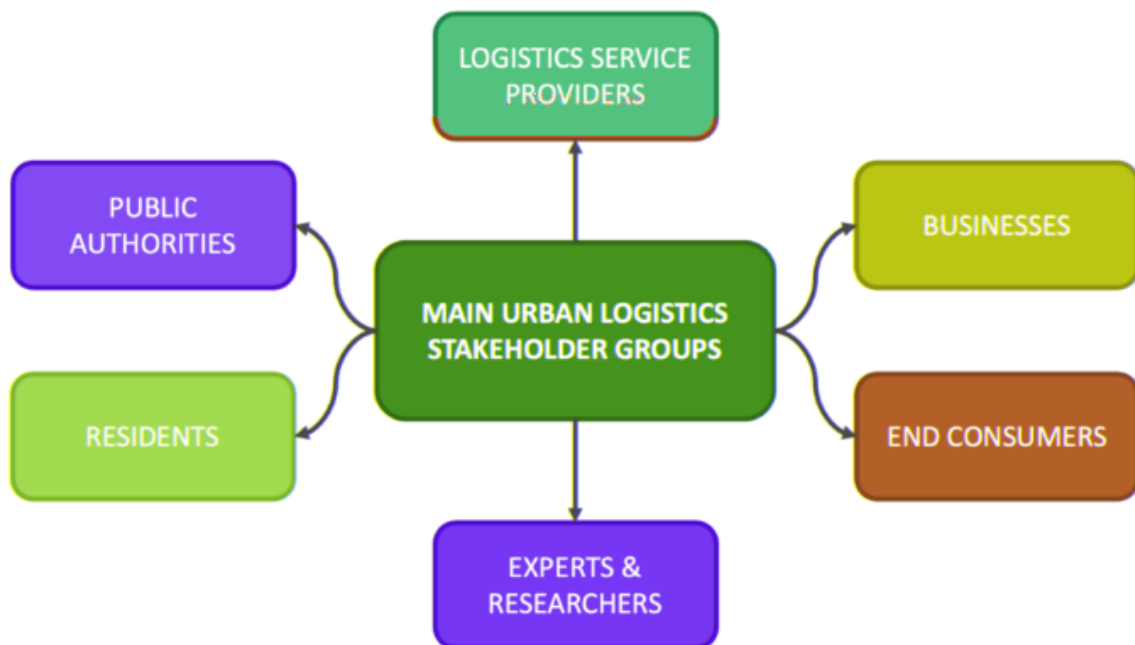 LOGISTICS SERVICE
PROVIDERS
PUBLIC
AUTHORITIES
BUSINESSES
MAIN URBAN LOGISTICS
STAKEHOLDER GROUPS
RESIDENTS
END CONSUMERS
EXPERTS &
RESEARCHERS